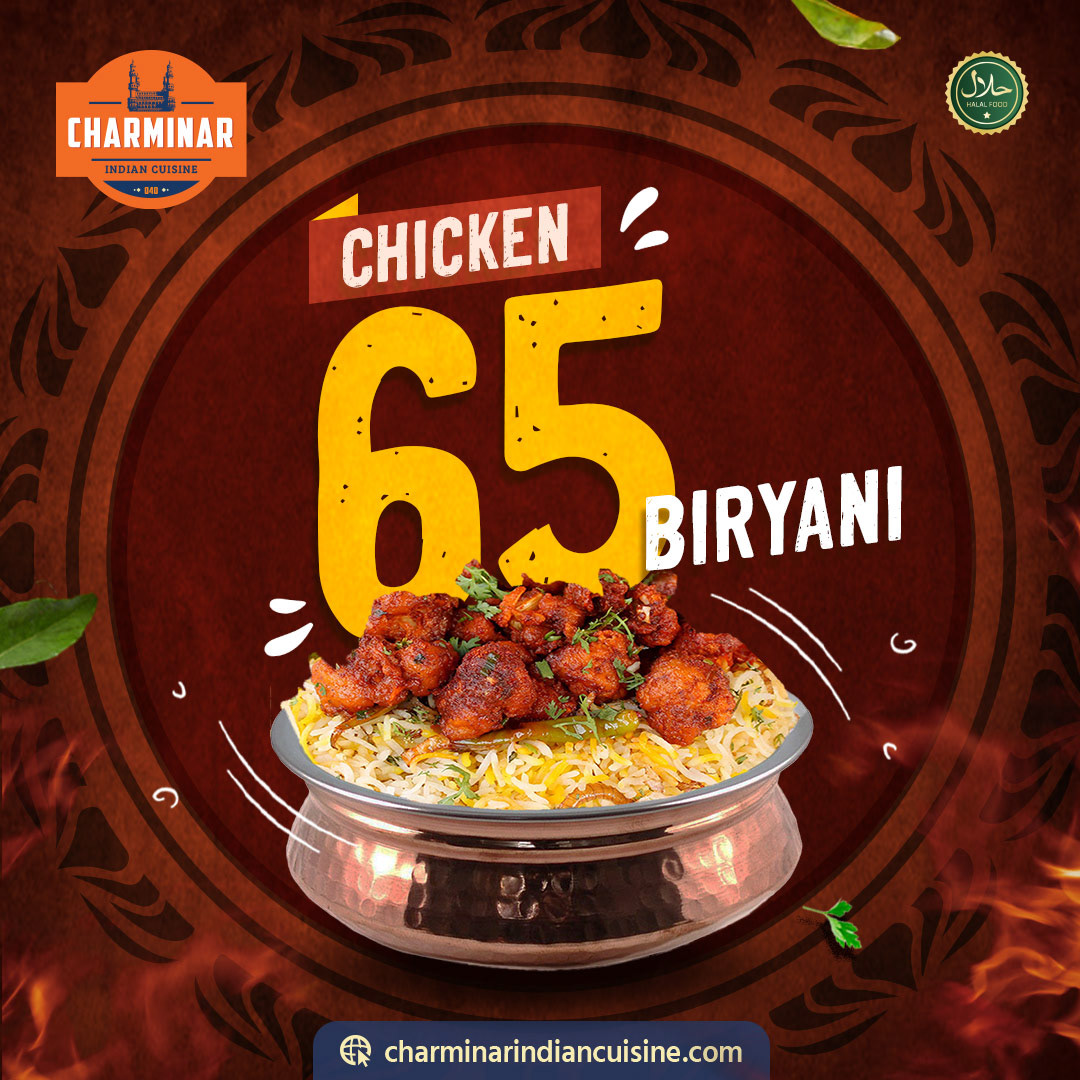 CHARMINAR
INDIAN CUISINE
040
حلال
HALAL FOOD
CHICKEN
65
BIRYANI
charminarindiancuisine.com